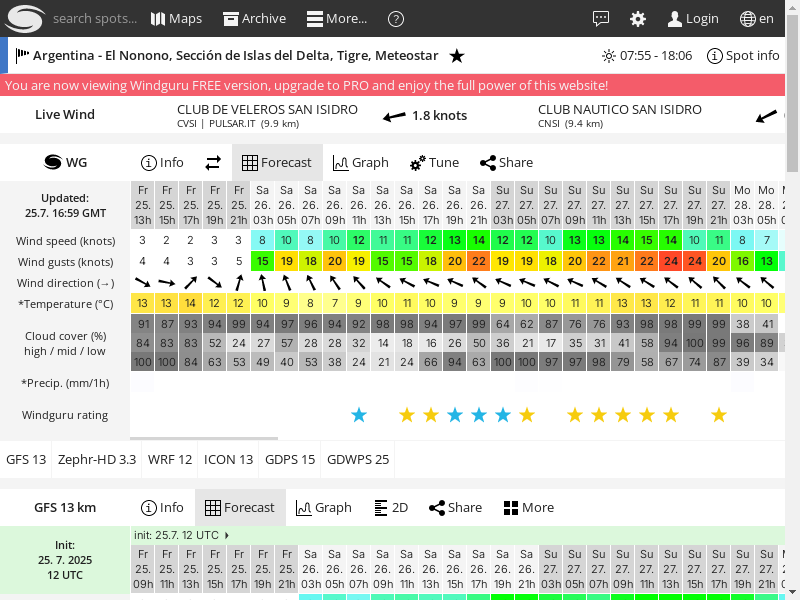 search spots... Maps Archive More... ? Login en
Argentina - El Nonono, Sección de Islas del Delta, Tigre, Meteostar 07:55 - 18:06 Spot info
You are now viewing Windguru FREE version, upgrade to PRO and enjoy the full power of this website!
Live Wind
CLUB DE VELEROS SAN ISIDRO
CVSI | PULSAR.IT (9.9 km)
1.8 knots
CLUB NAUTICO SAN ISIDRO
CNSI (9.4 km)
WG Info Forecast Graph Tune Share
Updated:
25.7. 16:59 GMT
Fr Fr Fr Fr Fr Sa Sa Sa Sa Sa Sa Sa Sa Sa Sa Su Su Su Su Su Su Su Su Su Su Mo Mo
25. 25. 25. 25. 25. 26. 26. 26. 26. 26. 26. 26. 26. 26. 26. 27. 27. 27. 27. 27. 27. 27. 27. 27. 27. 28. 28. 2
13h 15h 17h 19h 21h 03h 05h 07h 09h 11h 13h 15h 17h 19h 21h 03h 05h 07h 09h 11h 13h 15h 17h 19h 21h 03h 05h
Wind speed (knots) 3 2 2 3 3 8 10 8 10 12 11 11 12 13 14 12 12 10 13 13 14 15 14 10 11 8 7
Wind gusts (knots) 4 4 3 3 5 15 19 18 20 19 15 15 18 20 22 19 19 18 20 22 21 22 24 24 20 16 13
Wind direction (→)
*Temperature (°C) 13 13 14 12 12 10 9 8 7 9 10 11 10 9 9 9 10 10 11 11 13 13 12 11 11 10 10
Cloud cover (%)
high / mid / low
91 87 93 94 99 94 97 96 94 92 98 98 94 97 99 64 62 87 76 76 93 98 98 99 99 38 41
84 83 83 52 24 27 57 28 28 32 14 18 16 26 50 36 21 17 35 31 41 58 94 100 99 96 89
100 100 84 63 53 49 40 53 38 24 21 24 66 94 63 100 100 97 97 98 79 58 67 74 87 39 34
*Precip. (mm/1h)
Windguru rating
GFS 13 Zephr-HD 3.3 WRF 12 ICON 13 GDPS 15 GDWPS 25
GFS 13 km Info Forecast Graph 2D Share More
Init:
25. 7. 2025
12 UTC
init: 25.7. 12 UTC
Fr Fr Fr Fr Fr Fr Fr Sa Sa Sa Sa Sa Sa Sa Sa Sa Sa Su Su Su Su Su Su Su Su Su Su
25. 25. 25. 25. 25. 25. 25. 26. 26. 26. 26. 26. 26. 26. 26. 26. 26. 27. 27. 27. 27. 27. 27. 27. 27. 27. 27. 2
09h 11h 13h 15h 17h 19h 21h 03h 05h 07h 09h 11h 13h 15h 17h 19h 21h 03h 05h 07h 09h 11h 13h 15h 17h 19h 21h